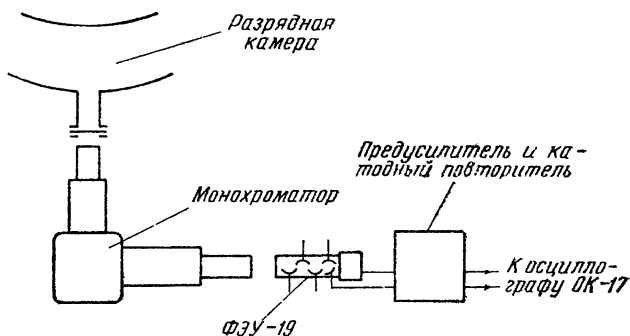 Разрядная
камера
Предусилитель и ка-
тодный повторитель
Монохроматор
К осцилло-
графу ОК-17
ФЭУ-19